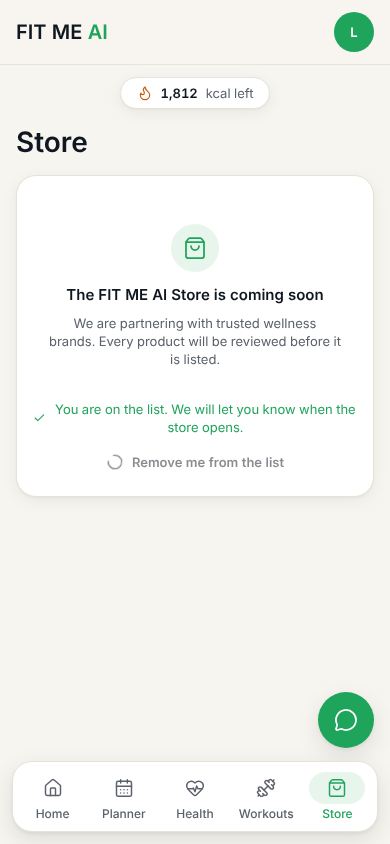 FIT ME AI
L
1,812 kcal left
Store
The FIT ME AI Store is coming soon
We are partnering with trusted wellness
brands. Every product will be reviewed before it
is listed.
You are on the list. We will let you know when the
store opens.
Remove me from the list
Home Planner Health Workouts Store